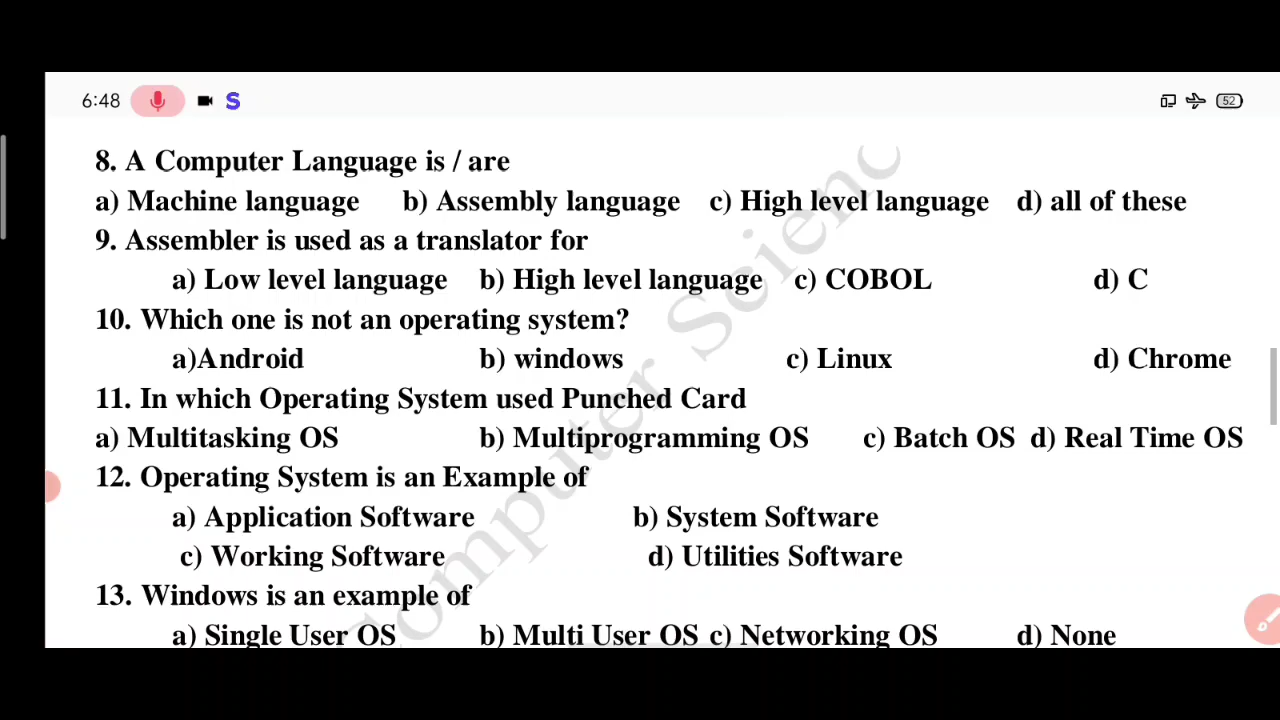 6:48 S 52
8. A Computer Language is / are
a) Machine language b) Assembly language c) High level language d) all of these
9. Assembler is used as a translator for
a) Low level language b) High level language c) COBOL d) C
10. Which one is not an operating system?
a)Android b) windows c) Linux d) Chrome
11. In which Operating System used Punched Card
a) Multitasking OS b) Multiprogramming OS c) Batch OS d) Real Time OS
12. Operating System is an Example of
a) Application Software b) System Software
c) Working Software d) Utilities Software
13. Windows is an example of
a) Single User OS b) Multi User OS c) Networking OS d) None
Computer Scienc